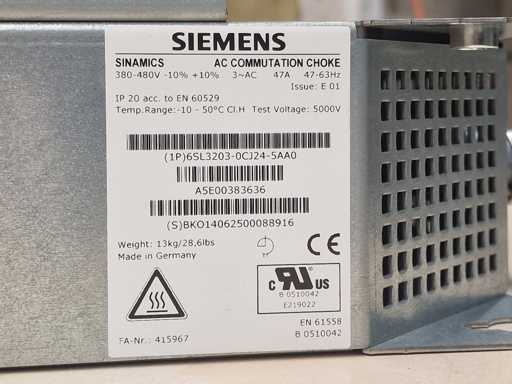 SIEMENS
SINAMICS AC COMMUTATION CHOKE
380-480V -10% +10% 3~AC 47A 47-63Hz
Issue: E 01
IP 20 acc. to EN 60529
Temp.Range:-10 - 50°C Cl.H Test Voltage: 5000V
(1P)6SL3203-0CJ24-5AA0
A5E00383636
(S)BKO14062500088916
Weight: 13kg/28,6lbs
Made in Germany
CE
C RU US
B 0510042
E219022
EN 61558
FA-Nr.: 415967 B 0510042